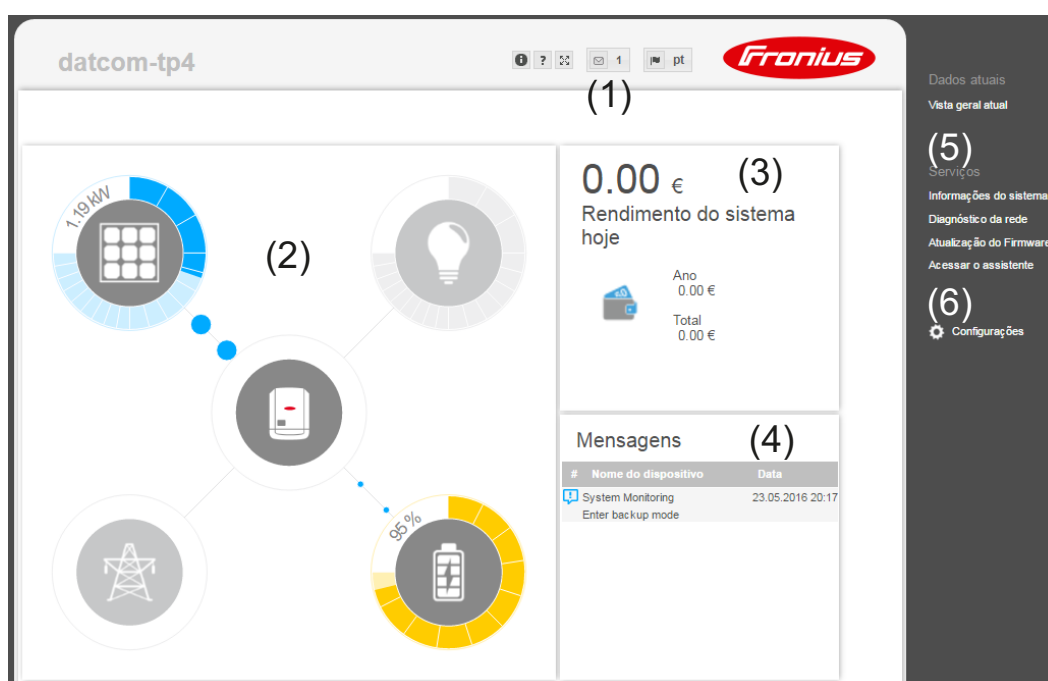 datcom-tp4
i ? 1 pt
Fronius
(1)
1.19 kW
(2)
95 %
0.00 €
(3)
Rendimento do sistema
hoje
Ano
0.00 €
Total
0.00 €
Mensagens
(4)
# Nome do dispositivo Data
System Monitoring 23.05.2016 20:17
Enter backup mode
Dados atuais
Vista geral atual
(5)
Serviços
Informações do sistema
Diagnóstico da rede
Atualização do Firmware
Acessar o assistente
(6)
Configurações